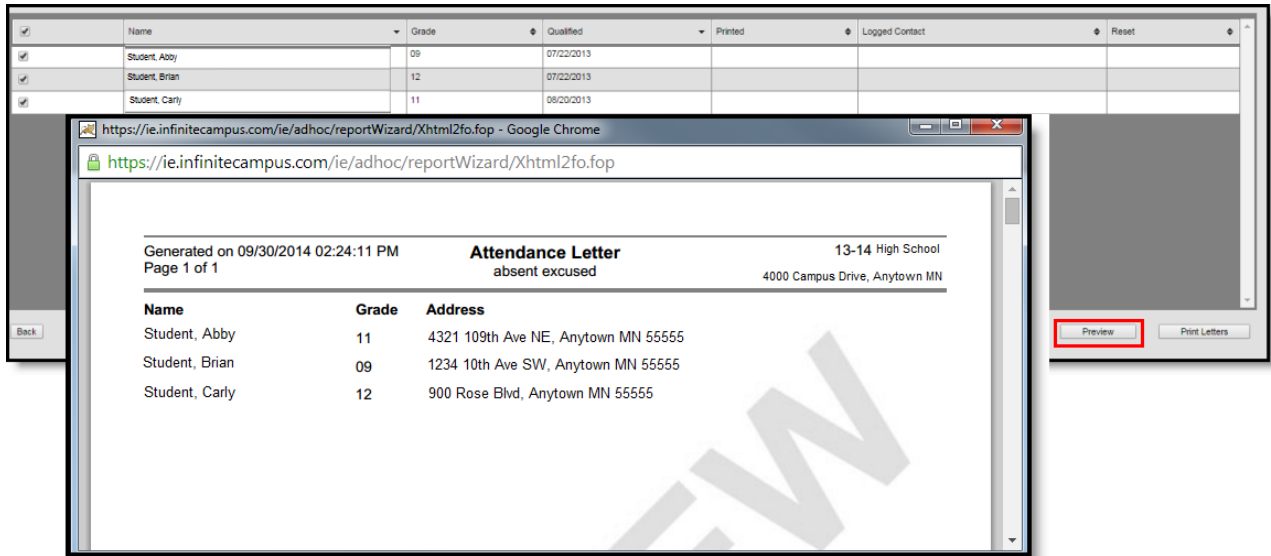 Name Grade Qualified Printed Logged Contact Reset
Student, Abby 09 07/22/2013
Student, Brian 12 07/22/2013
Student, Carly 11 08/20/2013
https://ie.infinitecampus.com/ie/adhoc/reportWizard/Xhtml2fo.fop - Google Chrome
https://ie.infinitecampus.com/ie/adhoc/reportWizard/Xhtml2fo.fop
Generated on 09/30/2014 02:24:11 PM Attendance Letter 13-14 High School
Page 1 of 1 absent excused 4000 Campus Drive, Anytown MN
Name Grade Address
Student, Abby 11 4321 109th Ave NE, Anytown MN 55555
Student, Brian 09 1234 10th Ave SW, Anytown MN 55555
Student, Carly 12 900 Rose Blvd, Anytown MN 55555
Back Preview Print Letters